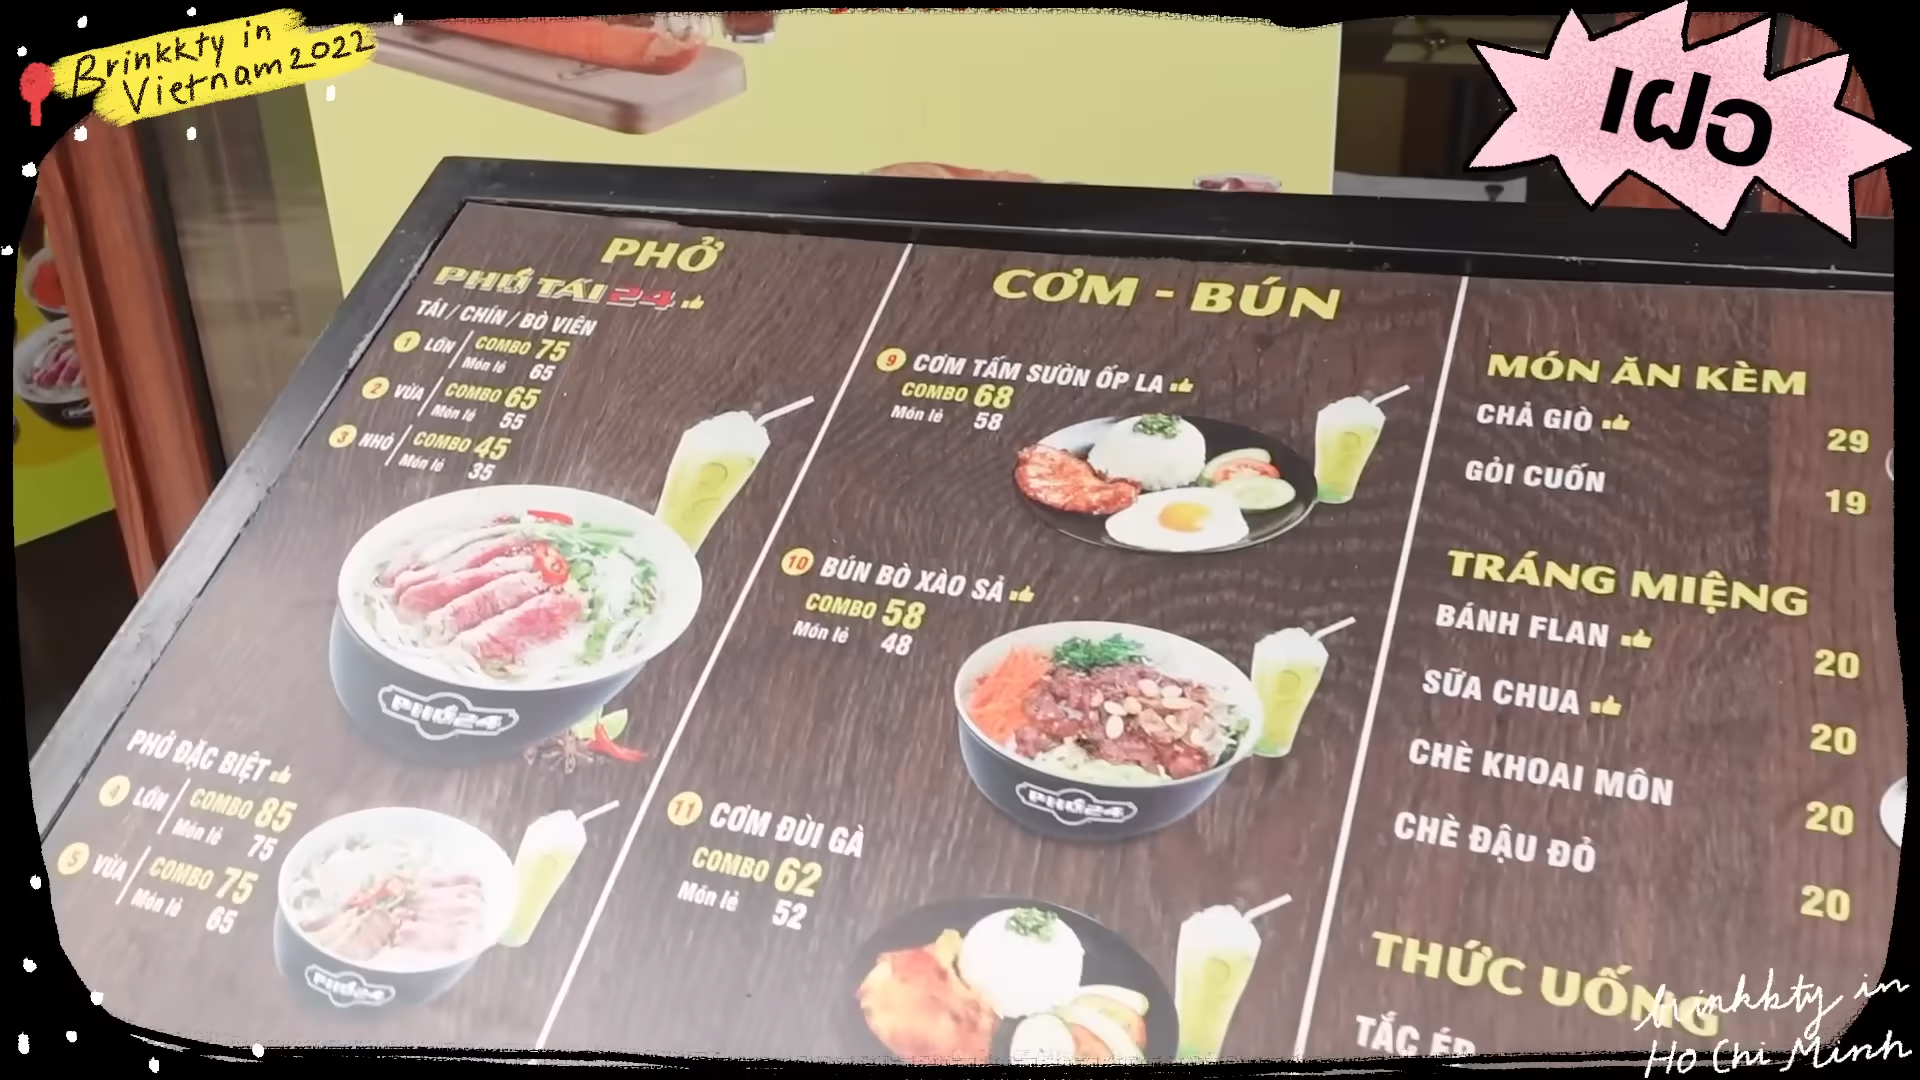 Brinkkty in
Vietnam 2022
เฝอ
PHỞ
PHỞ TÁI 24
TÁI / CHÍN / BÒ VIÊN
1 LỚN COMBO 75
Món lẻ 65
2 VỪA COMBO 65
Món lẻ 55
3 NHỎ COMBO 45
Món lẻ 35
PHỞ24
PHỞ ĐẶC BIỆT
4 LỚN COMBO 85
Món lẻ 75
5 VỪA COMBO 75
Món lẻ 65
PHỞ24
CƠM - BÚN
9 CƠM TẤM SƯỜN ỐP LA
COMBO 68
Món lẻ 58
10 BÚN BÒ XÀO SẢ
COMBO 58
Món lẻ 48
PHỞ24
11 CƠM ĐÙI GÀ
COMBO 62
Món lẻ 52
MÓN ĂN KÈM
CHẢ GIÒ 29
GỎI CUỐN 19
TRÁNG MIỆNG
BÁNH FLAN 20
SỮA CHUA 20
CHÈ KHOAI MÔN 20
CHÈ ĐẬU ĐỎ 20
THỨC UỐNG
TẮC ÉP
brinkkty in
Ho Chi Minh